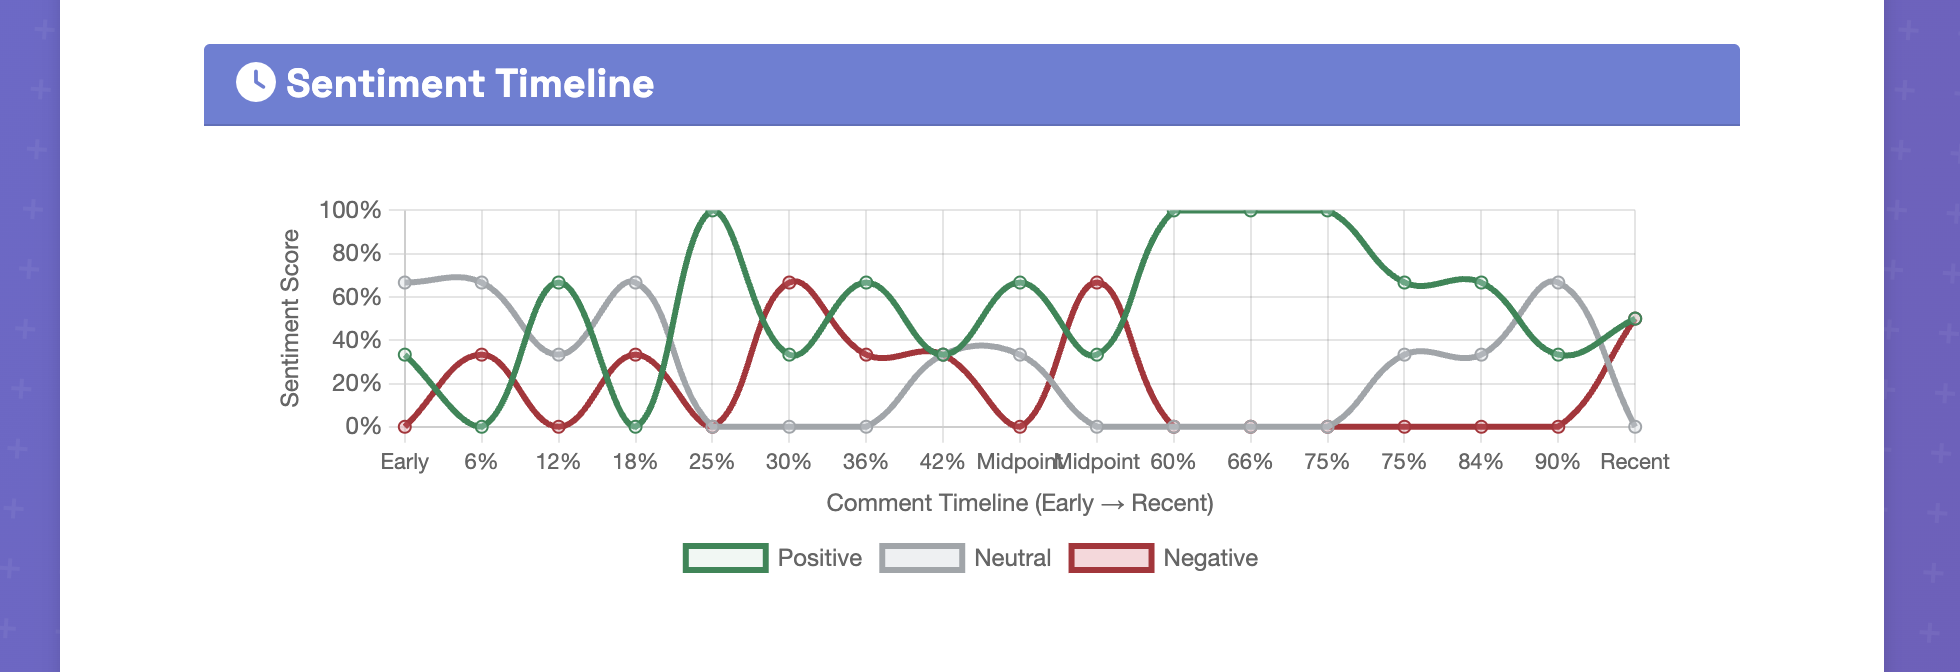 Sentiment Timeline
Sentiment Score
100%
80%
60%
40%
20%
0%
Early 6% 12% 18% 25% 30% 36% 42% Midpoint Midpoint 60% 66% 75% 75% 84% 90% Recent
Comment Timeline (Early → Recent)
Positive Neutral Negative